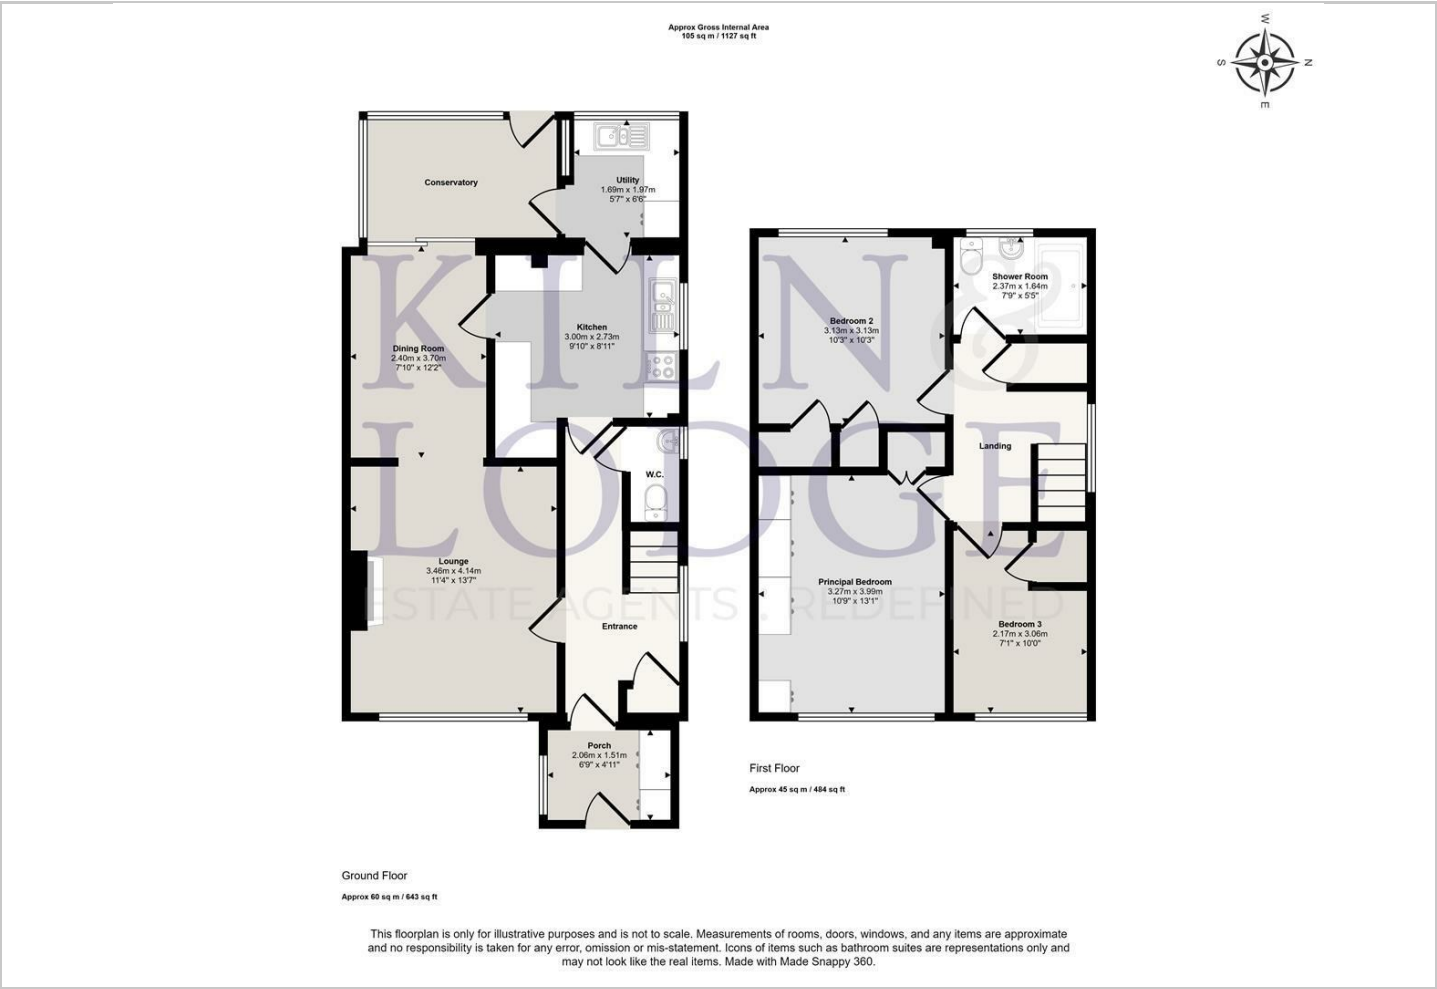 Approx Gross Internal Area
105 sq m / 1127 sq ft
W
S
N
E
Conservatory
Utility
1.69m x 1.97m
5'7" x 6'6"
Kitchen
3.00m x 2.73m
9'10" x 8'11"
Dining Room
2.40m x 3.70m
7'10" x 12'2"
W.C.
Lounge
3.46m x 4.14m
11'4" x 13'7"
Entrance
Porch
2.06m x 1.51m
6'9" x 4'11"
Bedroom 2
3.13m x 3.13m
10'3" x 10'3"
Shower Room
2.37m x 1.64m
7'9" x 5'5"
Landing
Principal Bedroom
3.27m x 3.99m
10'9" x 13'1"
Bedroom 3
2.17m x 3.06m
7'1" x 10'0"
KILN &
LODGE
ESTATE AGENTS : REDEFINED
First Floor
Approx 45 sq m / 484 sq ft
Ground Floor
Approx 60 sq m / 643 sq ft
This floorplan is only for illustrative purposes and is not to scale. Measurements of rooms, doors, windows, and any items are approximate
and no responsibility is taken for any error, omission or mis-statement. Icons of items such as bathroom suites are representations only and
may not look like the real items. Made with Made Snappy 360.